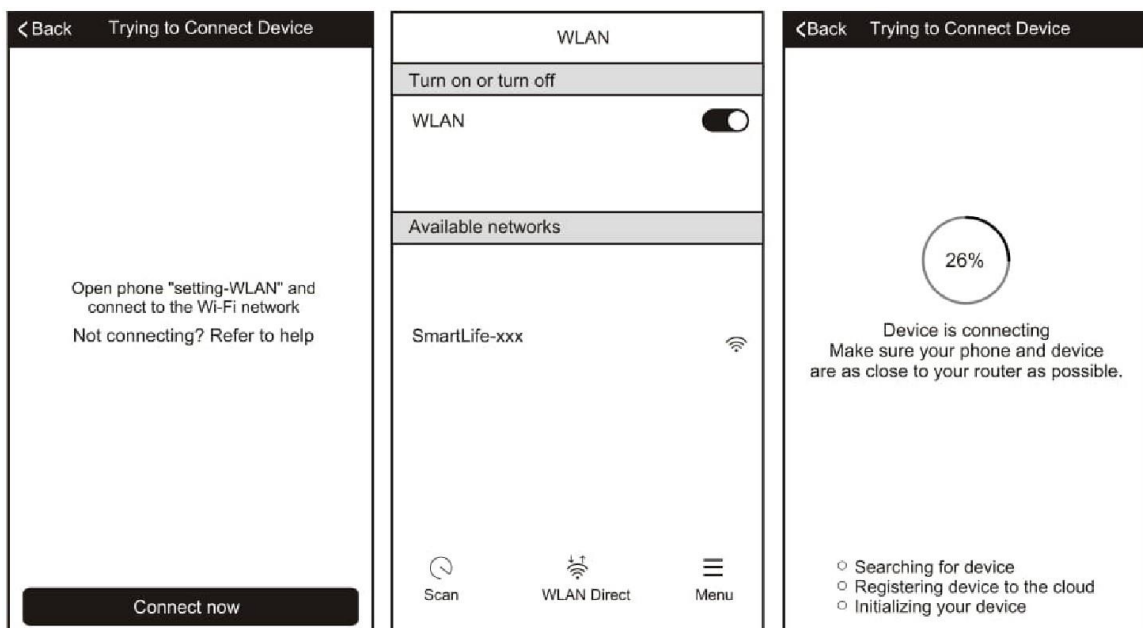 Back Trying to Connect Device
Open phone "setting-WLAN" and
connect to the Wi-Fi network
Not connecting? Refer to help
Connect now
WLAN
Turn on or turn off
WLAN
Available networks
SmartLife-xxx
Scan WLAN Direct Menu
Back Trying to Connect Device
26%
Device is connecting
Make sure your phone and device
are as close to your router as possible.
Searching for device
Registering device to the cloud
Initializing your device